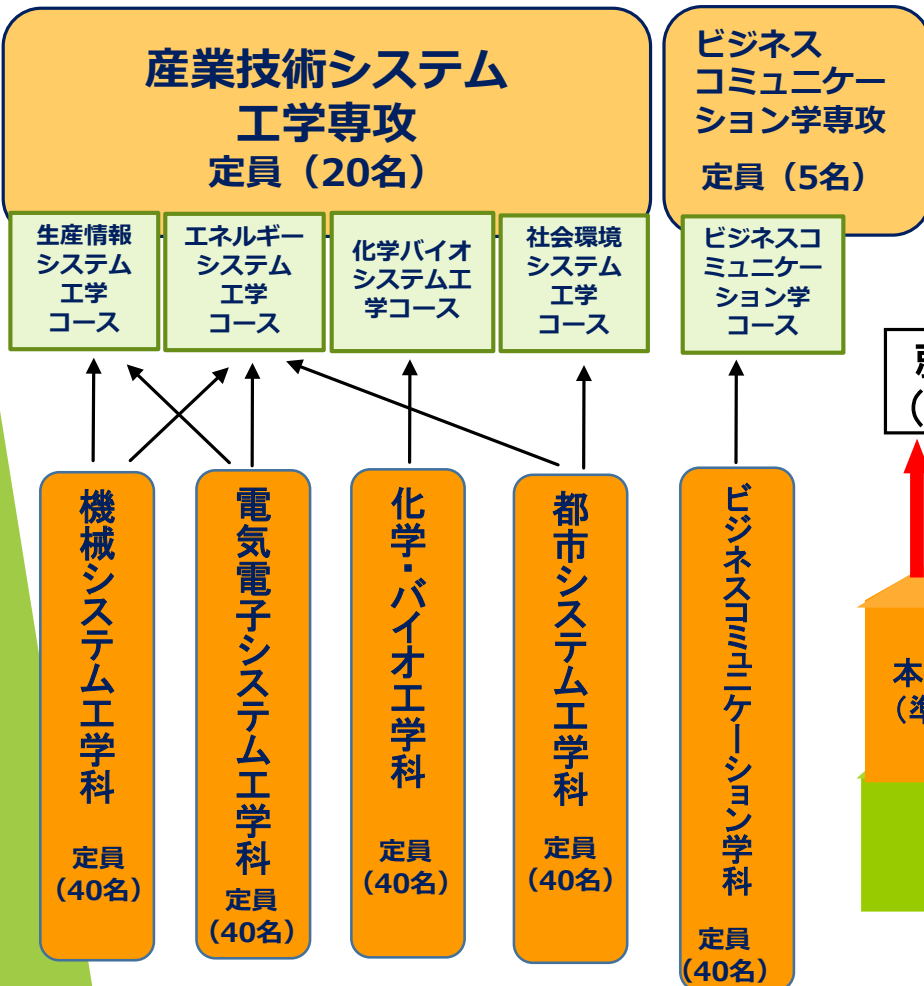 産業技術システム
工学専攻
定員（20名）
ビジネス
コミュニケー
ション学専攻
定員（5名）
生産情報
システム
工学
コース
エネルギー
システム
工学
コース
化学バイオ
システム工
学コース
社会環境
システム
工学
コース
ビジネスコ
ミュニケー
ション学
コース
機械システム工学科
定員
（40名）
電気電子システム工学科
定員
（40名）
化学・バイオ工学科
定員
（40名）
都市システム工学科
定員
（40名）
ビジネスコミュニケーション学科
定員
（40名）
本
（準